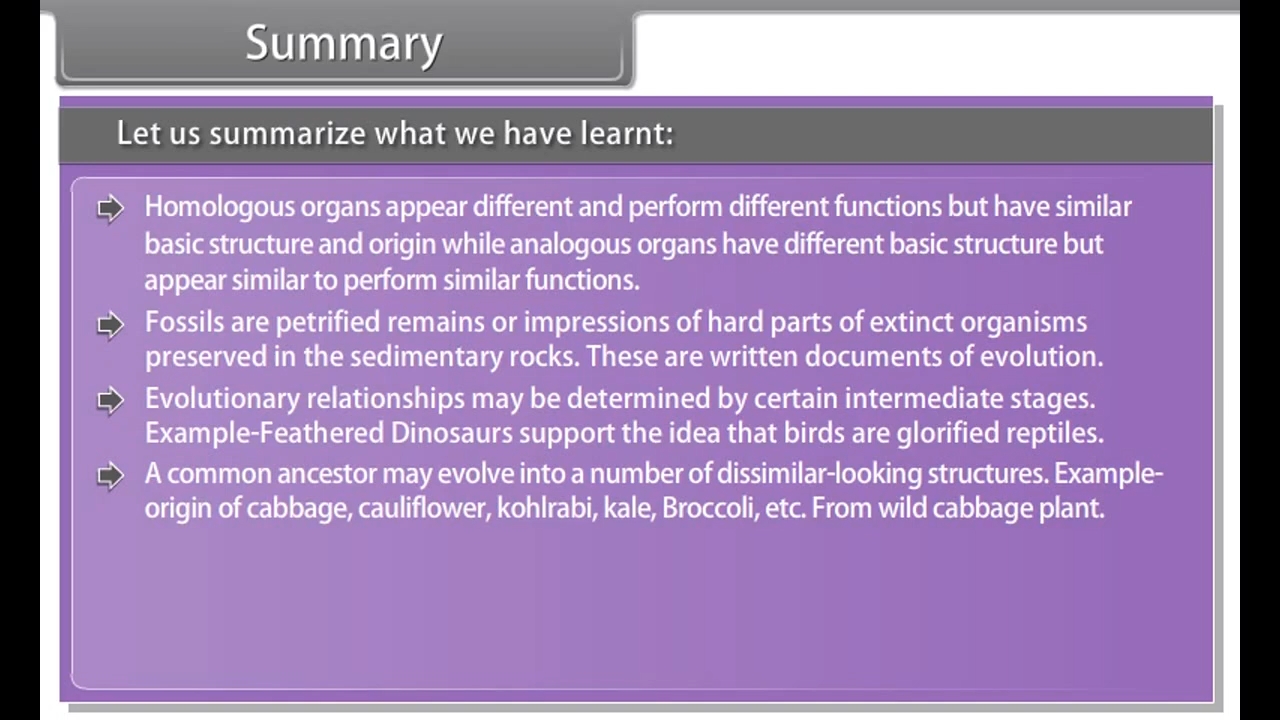 Summary
Let us summarize what we have learnt:
Homologous organs appear different and perform different functions but have similar
basic structure and origin while analogous organs have different basic structure but
appear similar to perform similar functions.
Fossils are petrified remains or impressions of hard parts of extinct organisms
preserved in the sedimentary rocks. These are written documents of evolution.
Evolutionary relationships may be determined by certain intermediate stages.
Example-Feathered Dinosaurs support the idea that birds are glorified reptiles.
A common ancestor may evolve into a number of dissimilar-looking structures. Example-
origin of cabbage, cauliflower, kohlrabi, kale, Broccoli, etc. From wild cabbage plant.